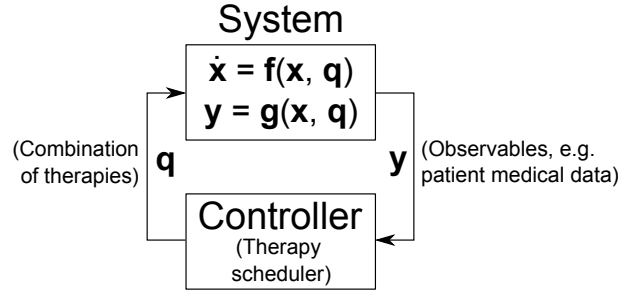 System
ẋ = f(x, q)
y = g(x, q)
(Combination
of therapies)
q
y
(Observables, e.g.
patient medical data)
Controller
(Therapy
scheduler)